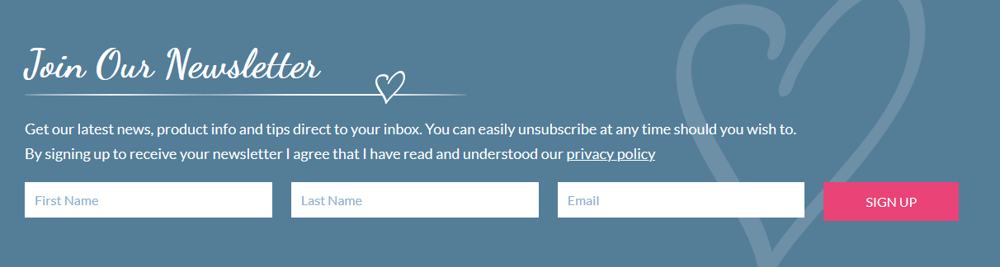 Join Our Newsletter
Get our latest news, product info and tips direct to your inbox. You can easily unsubscribe at any time should you wish to.
By signing up to receive your newsletter I agree that I have read and understood our privacy policy
First Name Last Name Email SIGN UP